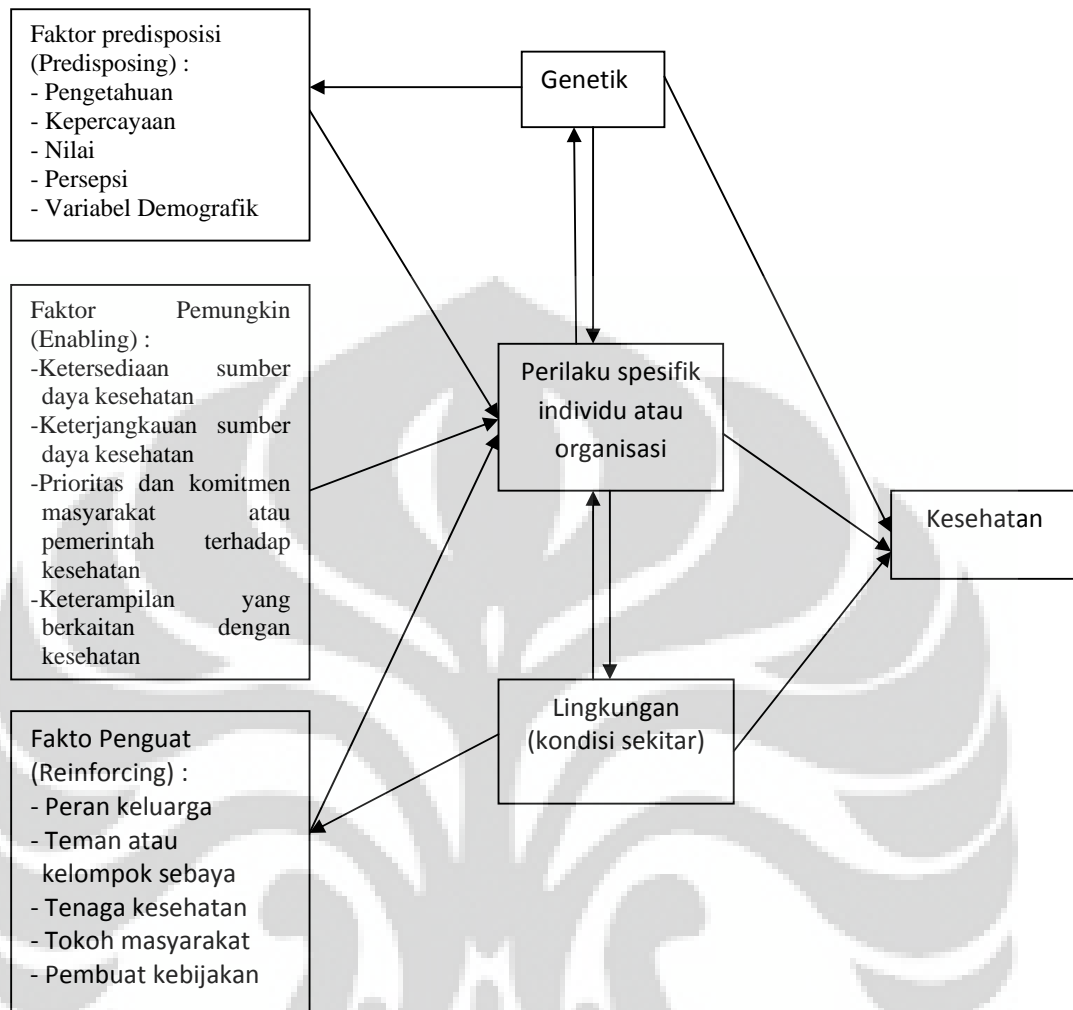 Faktor predisposisi
(Predisposing) :
- Pengetahuan
- Kepercayaan
- Nilai
- Persepsi
- Variabel Demografik
Faktor Pemungkin
(Enabling) :
-Ketersediaan sumber
daya kesehatan
-Keterjangkauan sumber
daya kesehatan
-Prioritas dan komitmen
masyarakat atau
pemerintah terhadap
kesehatan
-Keterampilan yang
berkaitan dengan
kesehatan
Fakto Penguat
(Reinforcing) :
- Peran keluarga
- Teman atau
kelompok sebaya
- Tenaga kesehatan
- Tokoh masyarakat
- Pembuat kebijakan
Genetik
Perilaku spesifik
individu atau
organisasi
Lingkungan
(kondisi sekitar)
Kesehatan